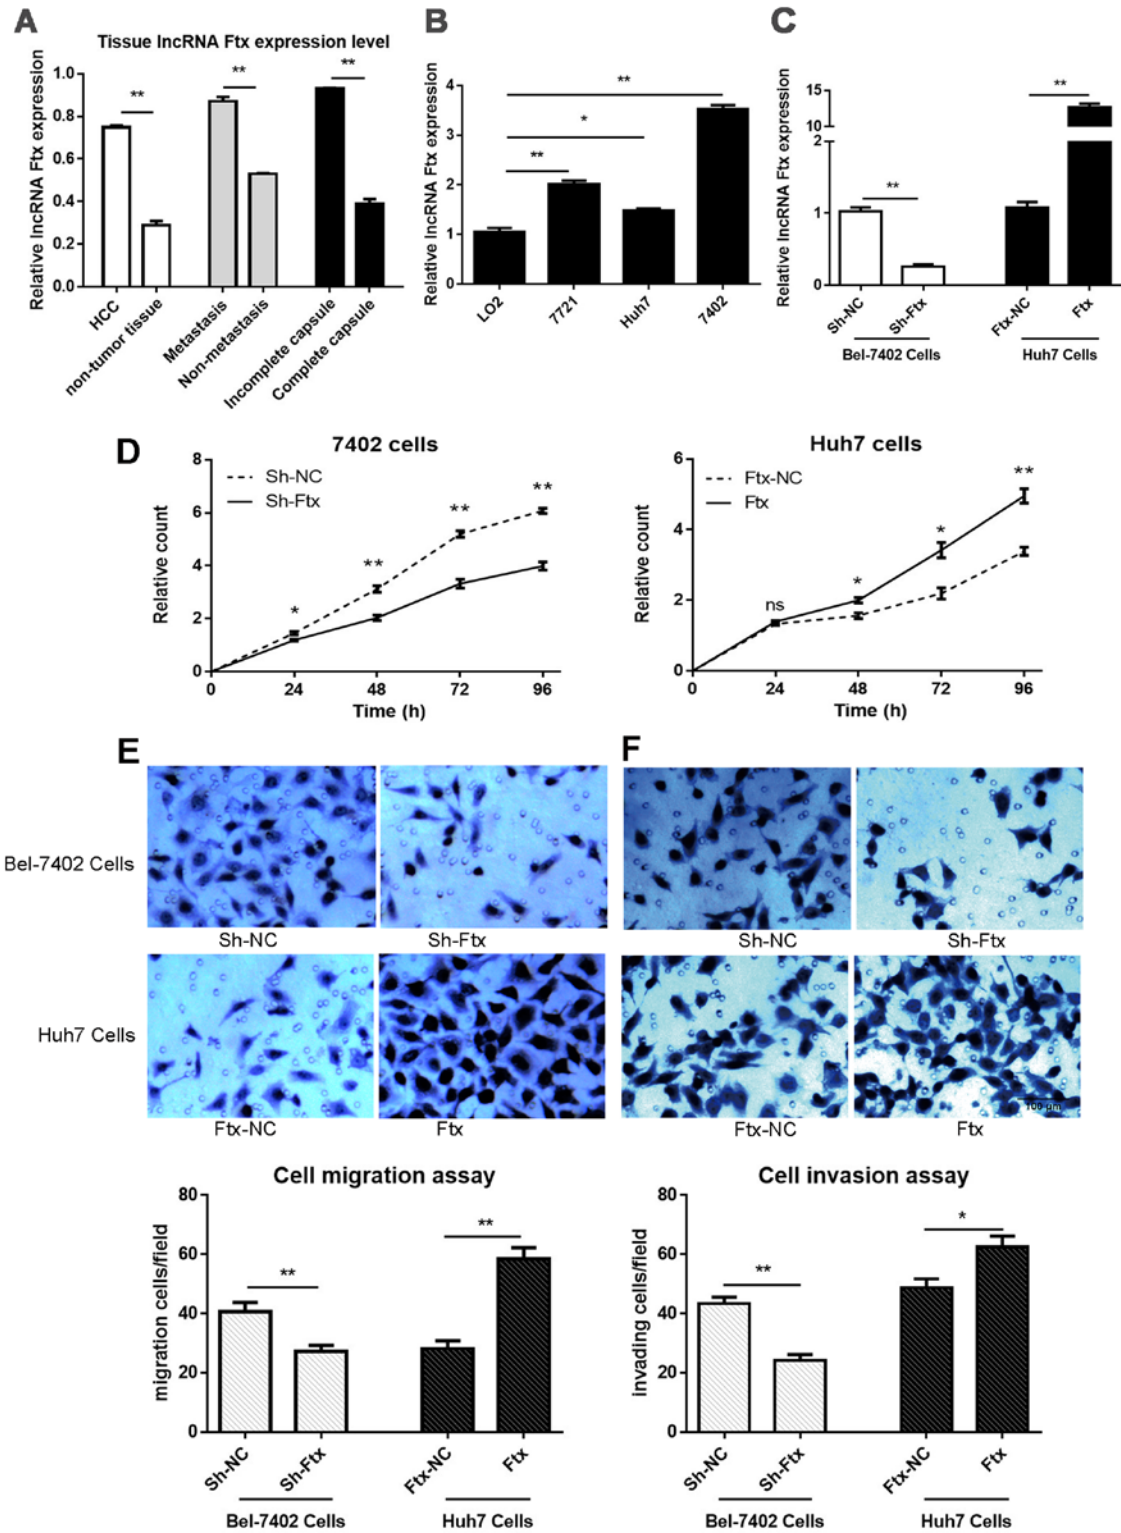 A
Tissue lncRNA Ftx expression level
Relative lncRNA Ftx expression
1.0
0.8
0.6
0.4
0.2
0.0
**
**
**
HCC
non-tumor tissue
Metastasis
Non-metastasis
Incomplete capsule
Complete capsule
B
Relative lncRNA Ftx expression
4
3
2
1
0
**
*
**
LO2
7721
Huh7
7402
C
Relative lncRNA Ftx expression
15
10
2
1
0
**
**
Sh-NC
Sh-Ftx
Ftx-NC
Ftx
Bel-7402 Cells
Huh7 Cells
D
7402 cells
Relative count
8
6
4
2
0
Sh-NC
Sh-Ftx
*
**
**
**
0 24 48 72 96
Time (h)
Huh7 cells
Relative count
6
4
2
0
Ftx-NC
Ftx
ns
*
*
**
0 24 48 72 96
Time (h)
E
F
Bel-7402 Cells
Sh-NC
Sh-Ftx
Sh-NC
Sh-Ftx
Huh7 Cells
100 μm
Ftx-NC
Ftx
Ftx-NC
Ftx
Cell migration assay
migration cells/field
80
60
40
20
0
**
**
Sh-NC
Sh-Ftx
Ftx-NC
Ftx
Bel-7402 Cells
Huh7 Cells
Cell invasion assay
invading cells/field
80
60
40
20
0
**
*
Sh-NC
Sh-Ftx
Ftx-NC
Ftx
Bel-7402 Cells
Huh7 Cells